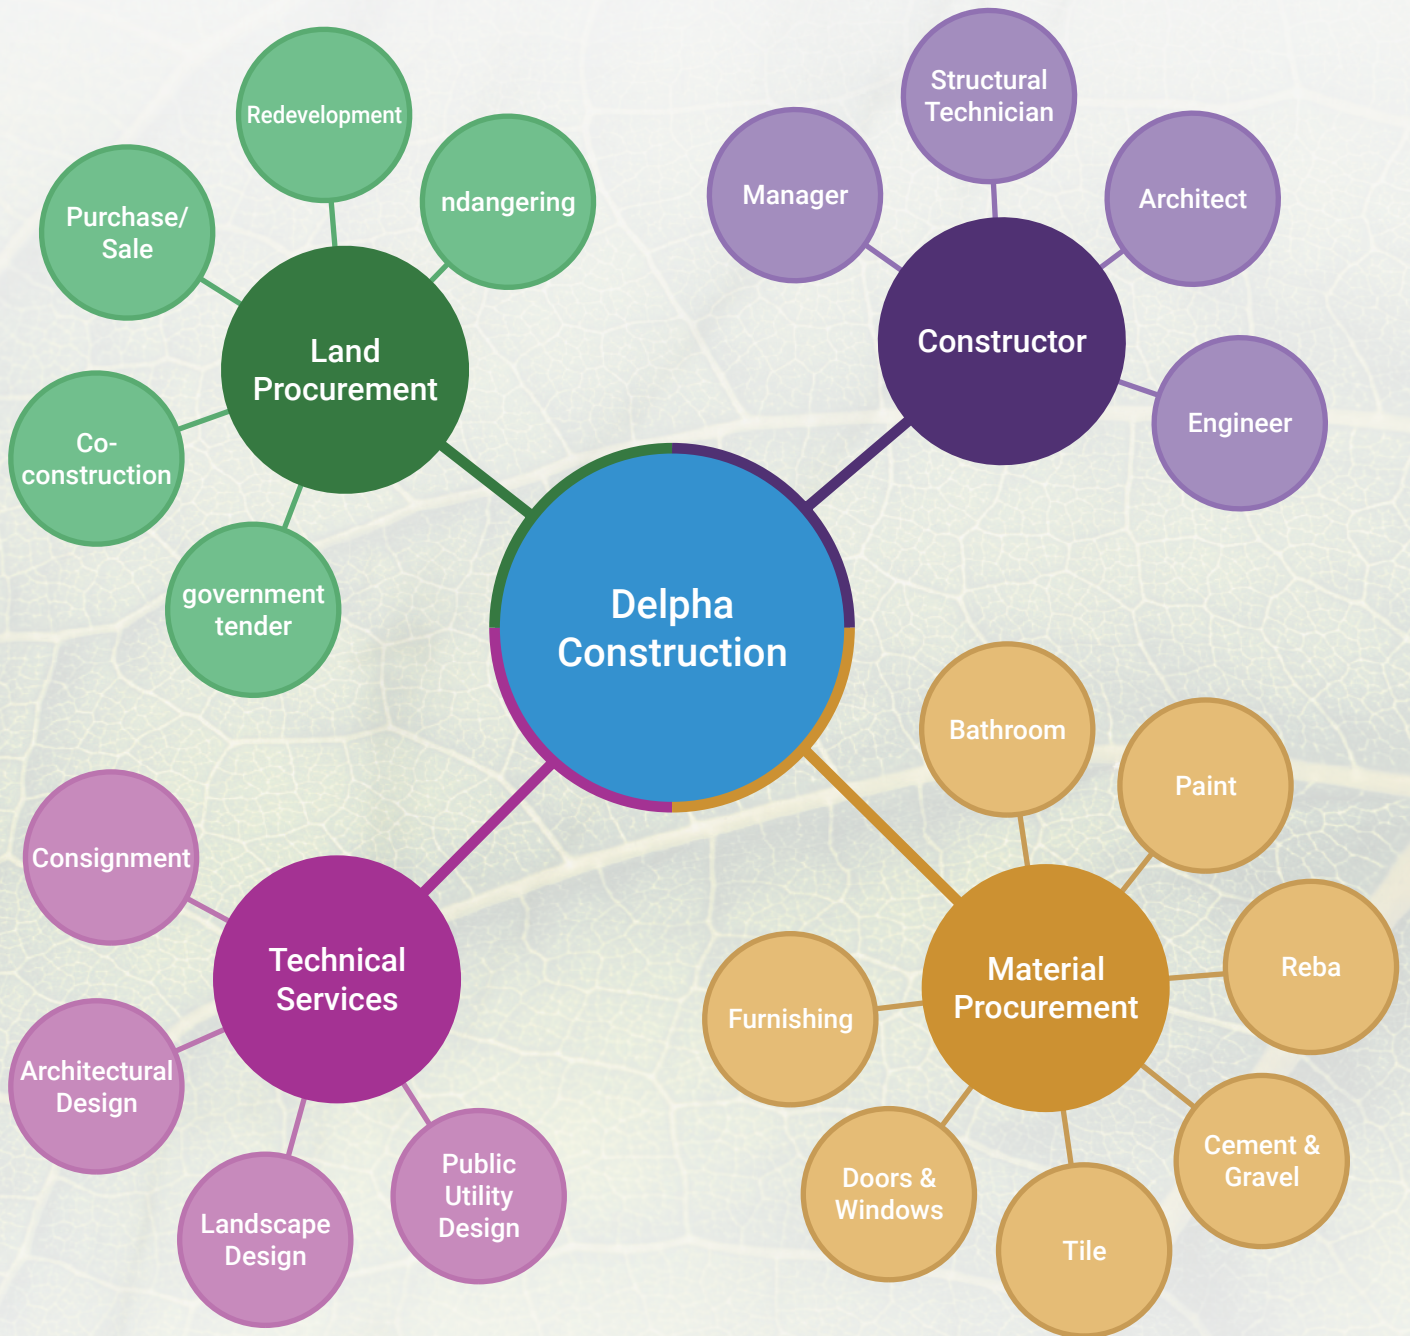 Redevelopment
ndangering
Purchase/
Sale
Land
Procurement
Co-
construction
government
tender
Structural
Technician
Manager
Architect
Constructor
Engineer
Delpha
Construction
Consignment
Technical
Services
Architectural
Design
Landscape
Design
Public
Utility
Design
Bathroom
Paint
Material
Procurement
Reba
Furnishing
Cement &
Gravel
Doors &
Windows
Tile